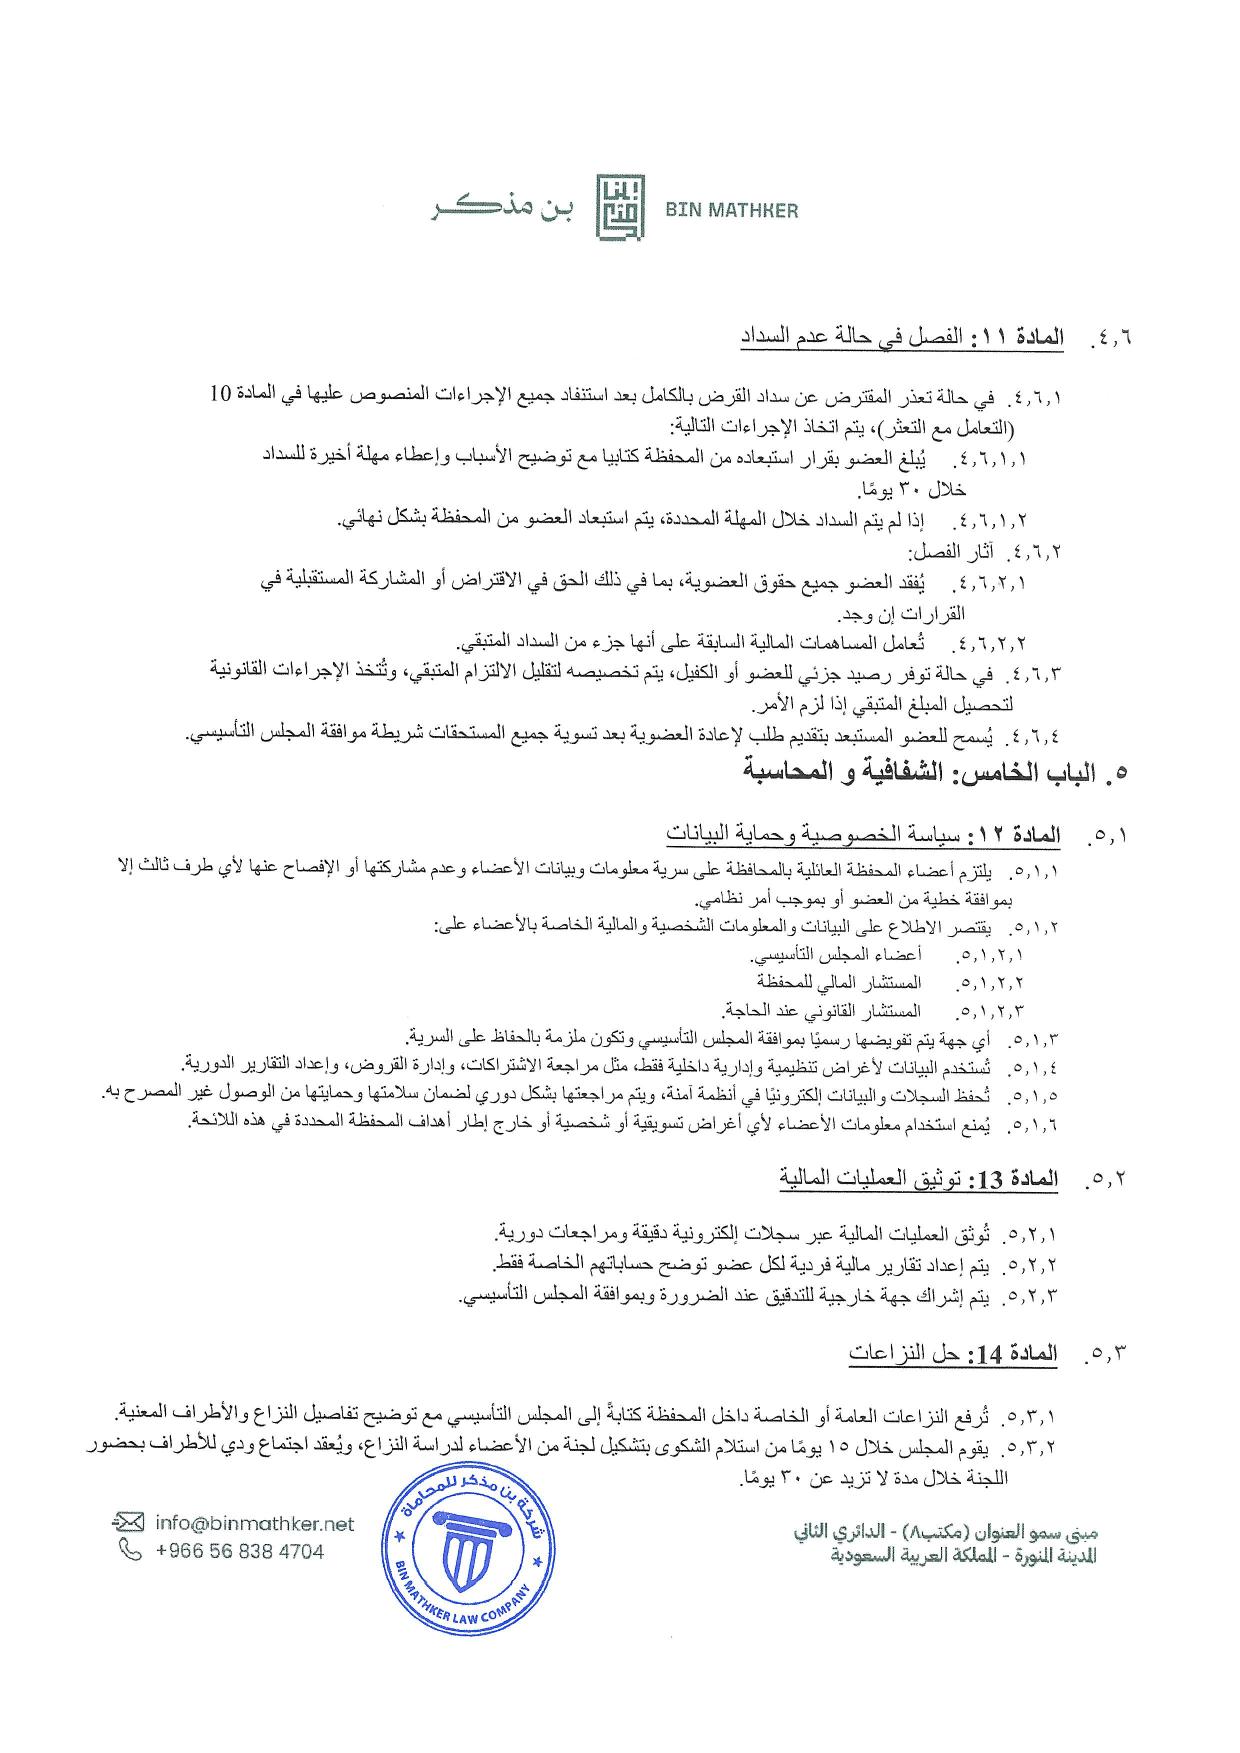 بن مذكر BIN MATHKER
٤,٦. المادة ١١: الفصل في حالة عدم السداد
٤,٦,١. في حالة تعذر المقترض عن سداد القرض بالكامل بعد استنفاد جميع الإجراءات المنصوص عليها في المادة 10
(التعامل مع التعثر)، يتم اتخاذ الإجراءات التالية:
٤,٦,١,١. يُبلغ العضو بقرار استبعاده من المحفظة كتابيا مع توضيح الأسباب وإعطاء مهلة أخيرة للسداد
خلال ٣٠ يومًا.
٤,٦,١,٢. إذا لم يتم السداد خلال المهلة المحددة، يتم استبعاد العضو من المحفظة بشكل نهائي.
٤,٦,٢. آثار الفصل:
٤,٦,٢,١. يُفقد العضو جميع حقوق العضوية، بما في ذلك الحق في الاقتراض أو المشاركة المستقبلية في
القرارات إن وجد.
٤,٦,٢,٢. تُعامل المساهمات المالية السابقة على أنها جزء من السداد المتبقي.
٤,٦,٣. في حالة توفر رصيد جزئي للعضو أو الكفيل، يتم تخصيصه لتقليل الالتزام المتبقي، وتُتخذ الإجراءات القانونية
لتحصيل المبلغ المتبقي إذا لزم الأمر.
٤,٦,٤. يُسمح للعضو المستبعد بتقديم طلب لإعادة العضوية بعد تسوية جميع المستحقات شريطة موافقة المجلس التأسيسي.
٥. الباب الخامس: الشفافية و المحاسبة
٥,١. المادة ١٢: سياسة الخصوصية وحماية البيانات
٥,١,١. يلتزم أعضاء المحفظة العائلية بالمحافظة على سرية معلومات وبيانات الأعضاء وعدم مشاركتها أو الإفصاح عنها لأي طرف ثالث إلا
بموافقة خطية من العضو أو بموجب أمر نظامي.
٥,١,٢. يقتصر الاطلاع على البيانات والمعلومات الشخصية والمالية الخاصة بالأعضاء على:
٥,١,٢,١. أعضاء المجلس التأسيسي.
٥,١,٢,٢. المستشار المالي للمحفظة
٥,١,٢,٣. المستشار القانوني عند الحاجة.
٥,١,٣. أي جهة يتم تفويضها رسميًا بموافقة المجلس التأسيسي وتكون ملزمة بالحفاظ على السرية.
٥,١,٤. تُستخدم البيانات لأغراض تنظيمية وإدارية داخلية فقط، مثل مراجعة الاشتراكات، وإدارة القروض، وإعداد التقارير الدورية.
٥,١,٥. تُحفظ السجلات والبيانات إلكترونيًا في أنظمة آمنة، ويتم مراجعتها بشكل دوري لضمان سلامتها وحمايتها من الوصول غير المصرح به.
٥,١,٦. يُمنع استخدام معلومات الأعضاء لأي أغراض تسويقية أو شخصية أو خارج إطار أهداف المحفظة المحددة في هذه اللائحة.
٥,٢. المادة 13: توثيق العمليات المالية
٥,٢,١. تُوثق العمليات المالية عبر سجلات إلكترونية دقيقة ومراجعات دورية.
٥,٢,٢. يتم إعداد تقارير مالية فردية لكل عضو توضح حساباتهم الخاصة فقط.
٥,٢,٣. يتم إشراك جهة خارجية للتدقيق عند الضرورة وبموافقة المجلس التأسيسي.
٥,٣. المادة 14: حل النزاعات
٥,٣,١. تُرفع النزاعات العامة أو الخاصة داخل المحفظة كتابةً إلى المجلس التأسيسي مع توضيح تفاصيل النزاع والأطراف المعنية.
٥,٣,٢. يقوم المجلس خلال ١٥ يومًا من استلام الشكوى بتشكيل لجنة من الأعضاء لدراسة النزاع، ويُعقد اجتماع ودي للأطراف بحضور
اللجنة خلال مدة لا تزيد عن ٣٠ يومًا.
شركة بن مذكر للمحاماة
BIN MATHKER LAW COMPANY
مبنى سمو العنوان (مكتب٨) - الدائري الثاني
المدينة المنورة - المملكة العربية السعودية
info@binmathker.net
+966 56 838 4704